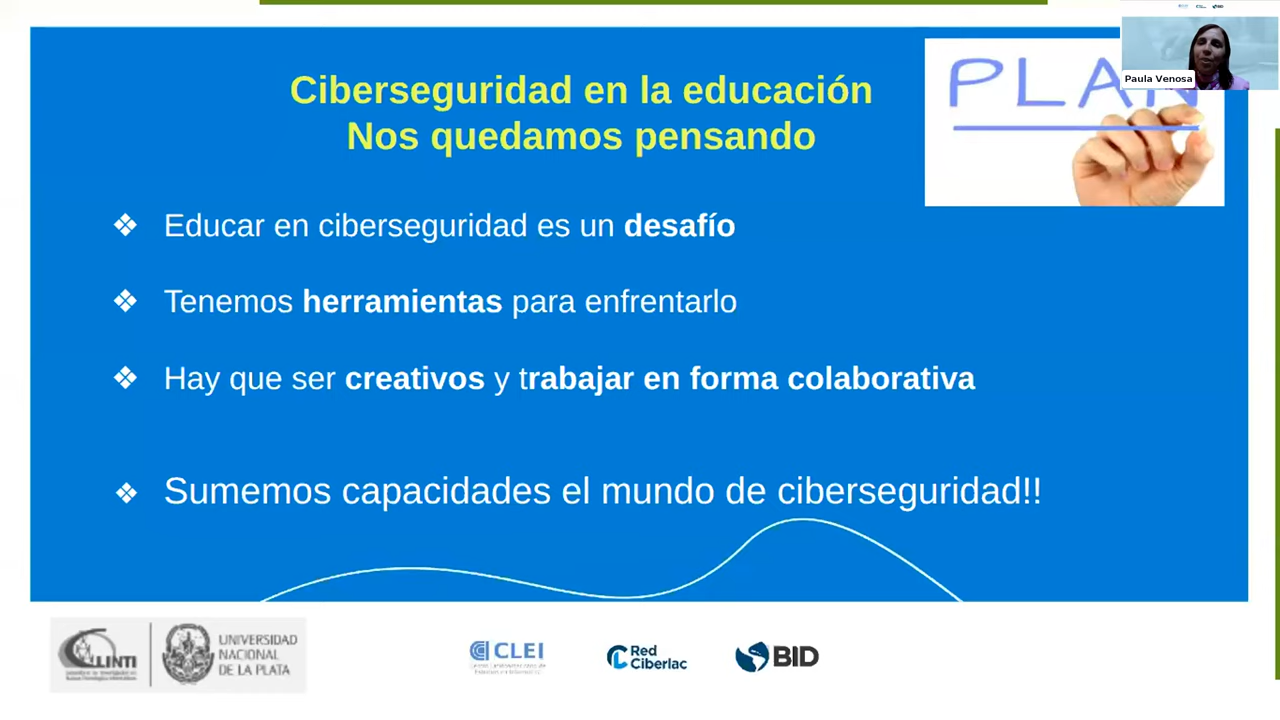 Paula Venosa
PLAN
Ciberseguridad en la educación
Nos quedamos pensando
❖ Educar en ciberseguridad es un desafío
❖ Tenemos herramientas para enfrentarlo
❖ Hay que ser creativos y trabajar en forma colaborativa
❖ Sumemos capacidades el mundo de ciberseguridad!!
LINTI
UNIVERSIDAD
NACIONAL
DE LA PLATA
CLEI
Red
Ciberlac
BID